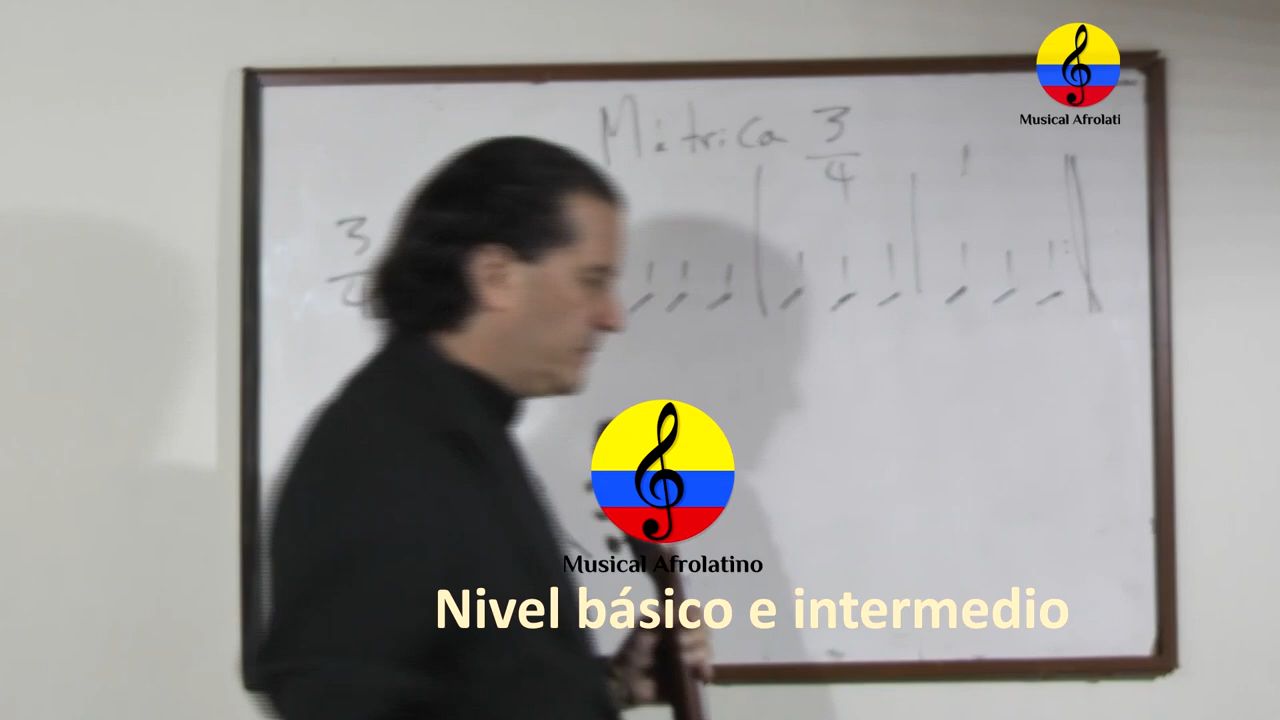 Musical Afrolati
Métrica 3/4
3/4
Musical Afrolatino
Nivel básico e intermedio